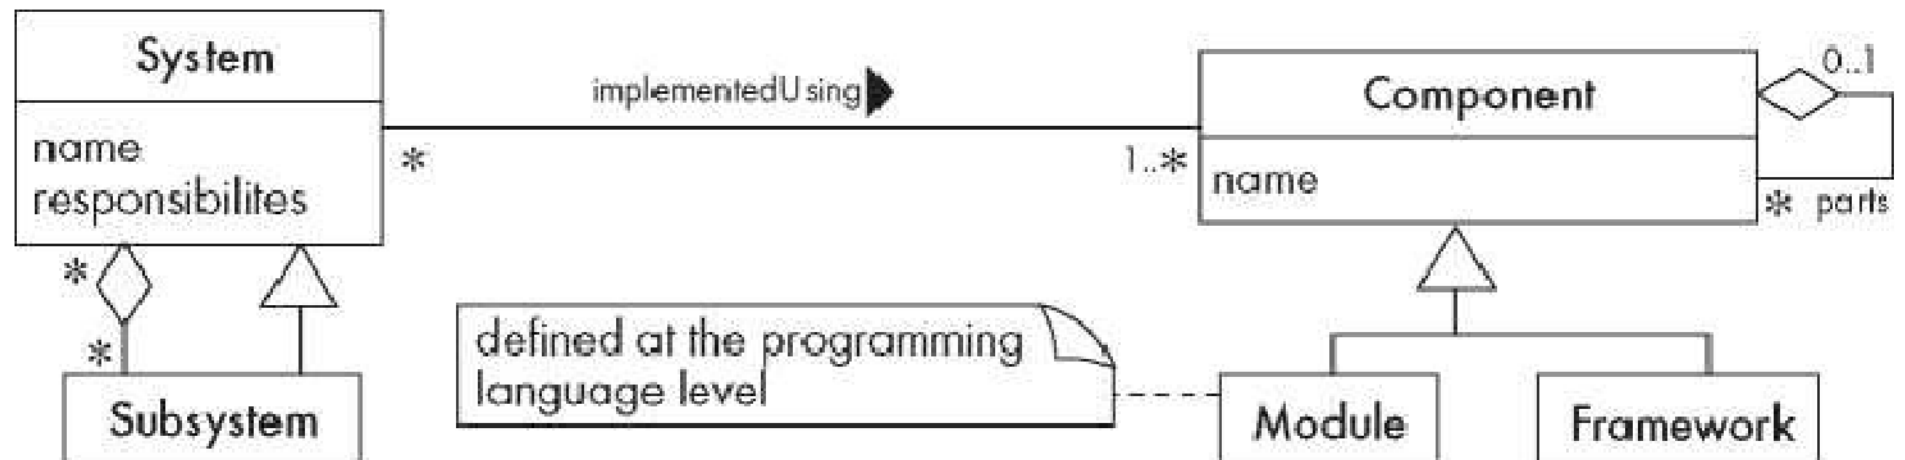 System
name
responsibilites
*
*
Subsystem
implementedUsing
*
1..*
Component
name
0..1
* parts
defined at the programming
language level
Module
Framework